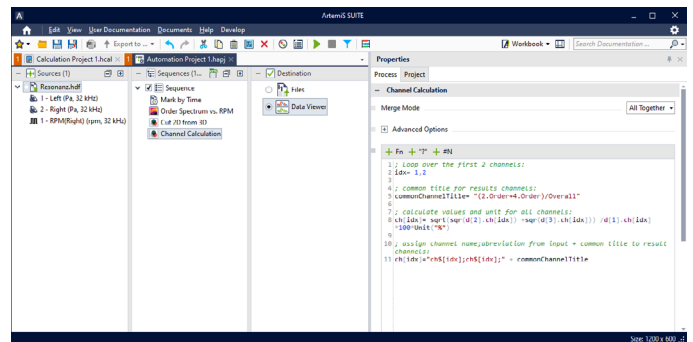 ArtemiS SUITE
Edit View User Documentation Documents Help Develop
Export to ...
Workbook
Search Documentation ...
1 Calculation Project 1.hcal × 1 Automation Project 1.hapj ×
Properties
Sources (1)
Sequences (1...
Destination
Process Project
Resonanz.hdf
1 - Left (Pa, 32 kHz)
2 - Right (Pa, 32 kHz)
1 - RPM(Right) (rpm, 32 kHz)
Sequence
Mark by Time
Order Spectrum vs. RPM
Cut 2D from 3D
Channel Calculation
Files
Data Viewer
Channel Calculation
Merge Mode
All Together
Advanced Options
Fn "?" #N
1 ; Loop over the first 2 channels:
2 idx= 1,2
3
4 ; common title for results channels:
5 commonChannelTitle= "(2.Order+4.Order)/Overall"
6
7 ; calculate values and unit for all channels:
8 ch[idx]= sqrt(sqr(d[2].ch[idx]) +sqr(d[3].ch[idx])) /d[1].ch[idx]
*100*Unit("%")
9
10 ; assign channel name;abreviation from input + common title to result
channels:
11 ch[idx]="ch$[idx];ch$[idx];" + commonChannelTitle
Size: 1200 x 600